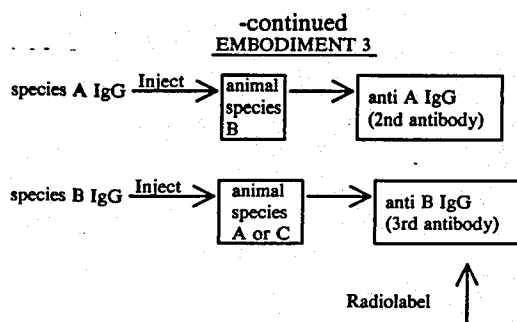 -continued
EMBODIMENT 3
species A IgG Inject animal species B anti A IgG (2nd antibody)
species B IgG Inject animal species A or C anti B IgG (3rd antibody)
Radiolabel